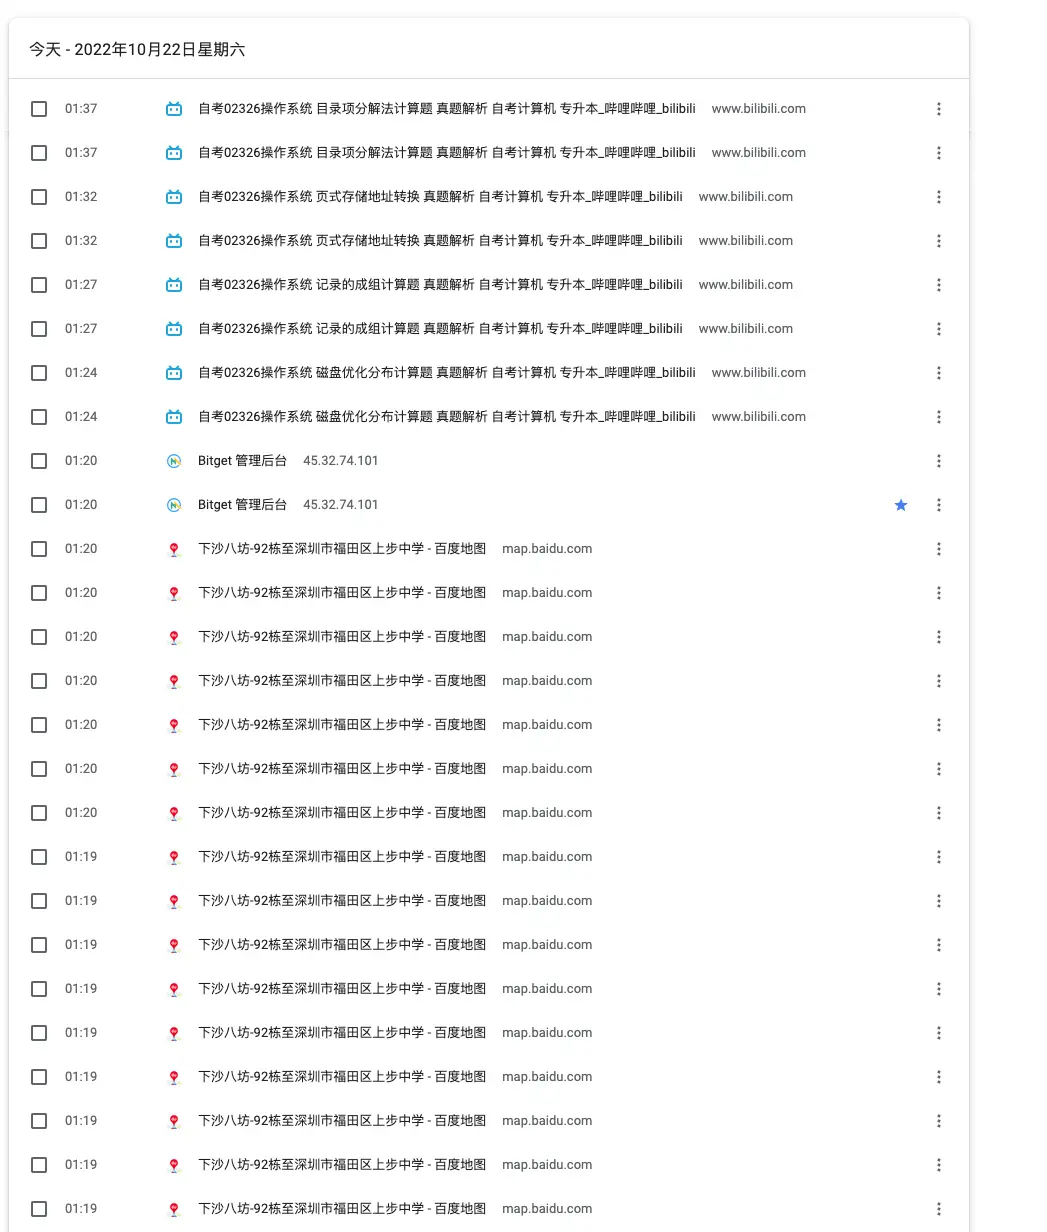 今天 - 2022年10月22日星期六
01:37 自考02326操作系统 目录项分解法计算题 真题解析 自考计算机 专升本_哔哩哔哩_bilibili www.bilibili.com
01:37 自考02326操作系统 目录项分解法计算题 真题解析 自考计算机 专升本_哔哩哔哩_bilibili www.bilibili.com
01:32 自考02326操作系统 页式存储地址转换 真题解析 自考计算机 专升本_哔哩哔哩_bilibili www.bilibili.com
01:32 自考02326操作系统 页式存储地址转换 真题解析 自考计算机 专升本_哔哩哔哩_bilibili www.bilibili.com
01:27 自考02326操作系统 记录的成组计算题 真题解析 自考计算机 专升本_哔哩哔哩_bilibili www.bilibili.com
01:27 自考02326操作系统 记录的成组计算题 真题解析 自考计算机 专升本_哔哩哔哩_bilibili www.bilibili.com
01:24 自考02326操作系统 磁盘优化分布计算题 真题解析 自考计算机 专升本_哔哩哔哩_bilibili www.bilibili.com
01:24 自考02326操作系统 磁盘优化分布计算题 真题解析 自考计算机 专升本_哔哩哔哩_bilibili www.bilibili.com
01:20 Bitget 管理后台 45.32.74.101
01:20 Bitget 管理后台 45.32.74.101
01:20 下沙八坊-92栋至深圳市福田区上步中学 - 百度地图 map.baidu.com
01:20 下沙八坊-92栋至深圳市福田区上步中学 - 百度地图 map.baidu.com
01:20 下沙八坊-92栋至深圳市福田区上步中学 - 百度地图 map.baidu.com
01:20 下沙八坊-92栋至深圳市福田区上步中学 - 百度地图 map.baidu.com
01:20 下沙八坊-92栋至深圳市福田区上步中学 - 百度地图 map.baidu.com
01:20 下沙八坊-92栋至深圳市福田区上步中学 - 百度地图 map.baidu.com
01:20 下沙八坊-92栋至深圳市福田区上步中学 - 百度地图 map.baidu.com
01:19 下沙八坊-92栋至深圳市福田区上步中学 - 百度地图 map.baidu.com
01:19 下沙八坊-92栋至深圳市福田区上步中学 - 百度地图 map.baidu.com
01:19 下沙八坊-92栋至深圳市福田区上步中学 - 百度地图 map.baidu.com
01:19 下沙八坊-92栋至深圳市福田区上步中学 - 百度地图 map.baidu.com
01:19 下沙八坊-92栋至深圳市福田区上步中学 - 百度地图 map.baidu.com
01:19 下沙八坊-92栋至深圳市福田区上步中学 - 百度地图 map.baidu.com
01:19 下沙八坊-92栋至深圳市福田区上步中学 - 百度地图 map.baidu.com
01:19 下沙八坊-92栋至深圳市福田区上步中学 - 百度地图 map.baidu.com
01:19 下沙八坊-92栋至深圳市福田区上步中学 - 百度地图 map.baidu.com